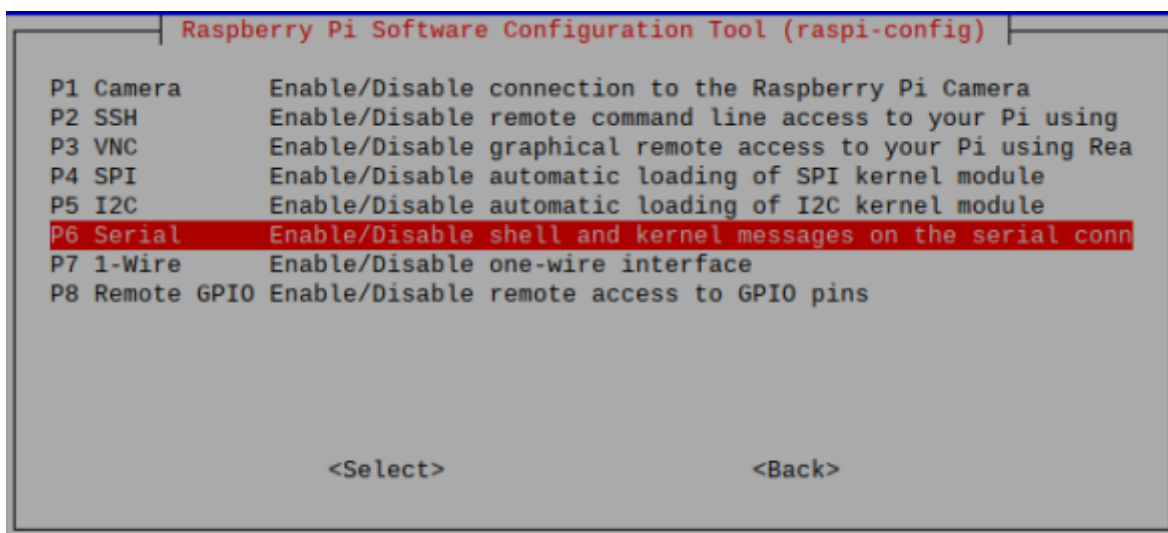 Raspberry Pi Software Configuration Tool (raspi-config)
P1 Camera Enable/Disable connection to the Raspberry Pi Camera
P2 SSH Enable/Disable remote command line access to your Pi using
P3 VNC Enable/Disable graphical remote access to your Pi using Rea
P4 SPI Enable/Disable automatic loading of SPI kernel module
P5 I2C Enable/Disable automatic loading of I2C kernel module
P6 Serial Enable/Disable shell and kernel messages on the serial conn
P7 1-Wire Enable/Disable one-wire interface
P8 Remote GPIO Enable/Disable remote access to GPIO pins
<Select> <Back>